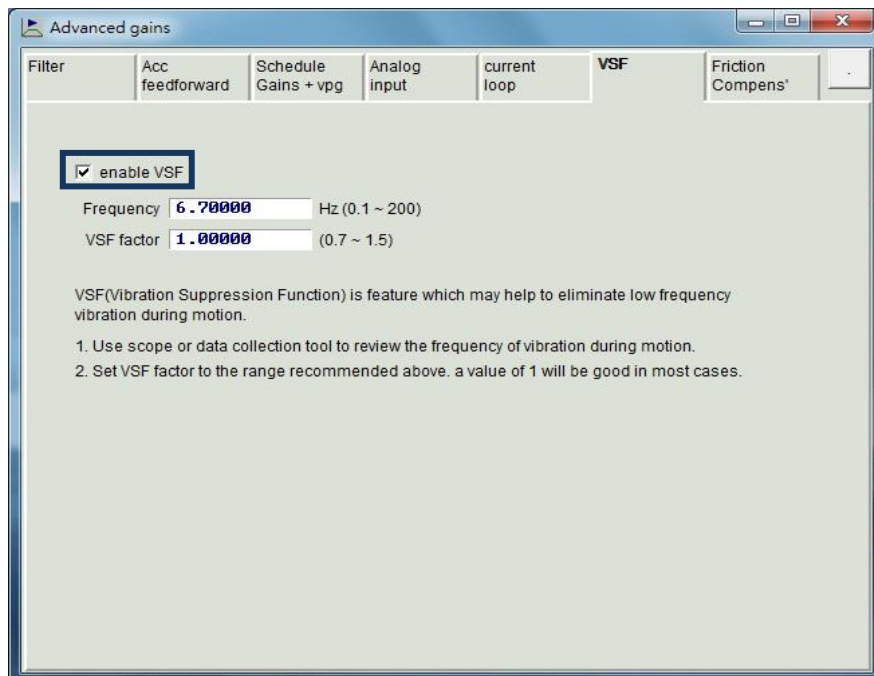 Advanced gains
Filter
Acc
feedforward
Schedule
Gains + vpg
Analog
input
current
loop
VSF
Friction
Compens'
.
enable VSF
Frequency 6.70000 Hz (0.1 ~ 200)
VSF factor 1.00000 (0.7 ~ 1.5)
VSF(Vibration Suppression Function) is feature which may help to eliminate low frequency
vibration during motion.
1. Use scope or data collection tool to review the frequency of vibration during motion.
2. Set VSF factor to the range recommended above. a value of 1 will be good in most cases.